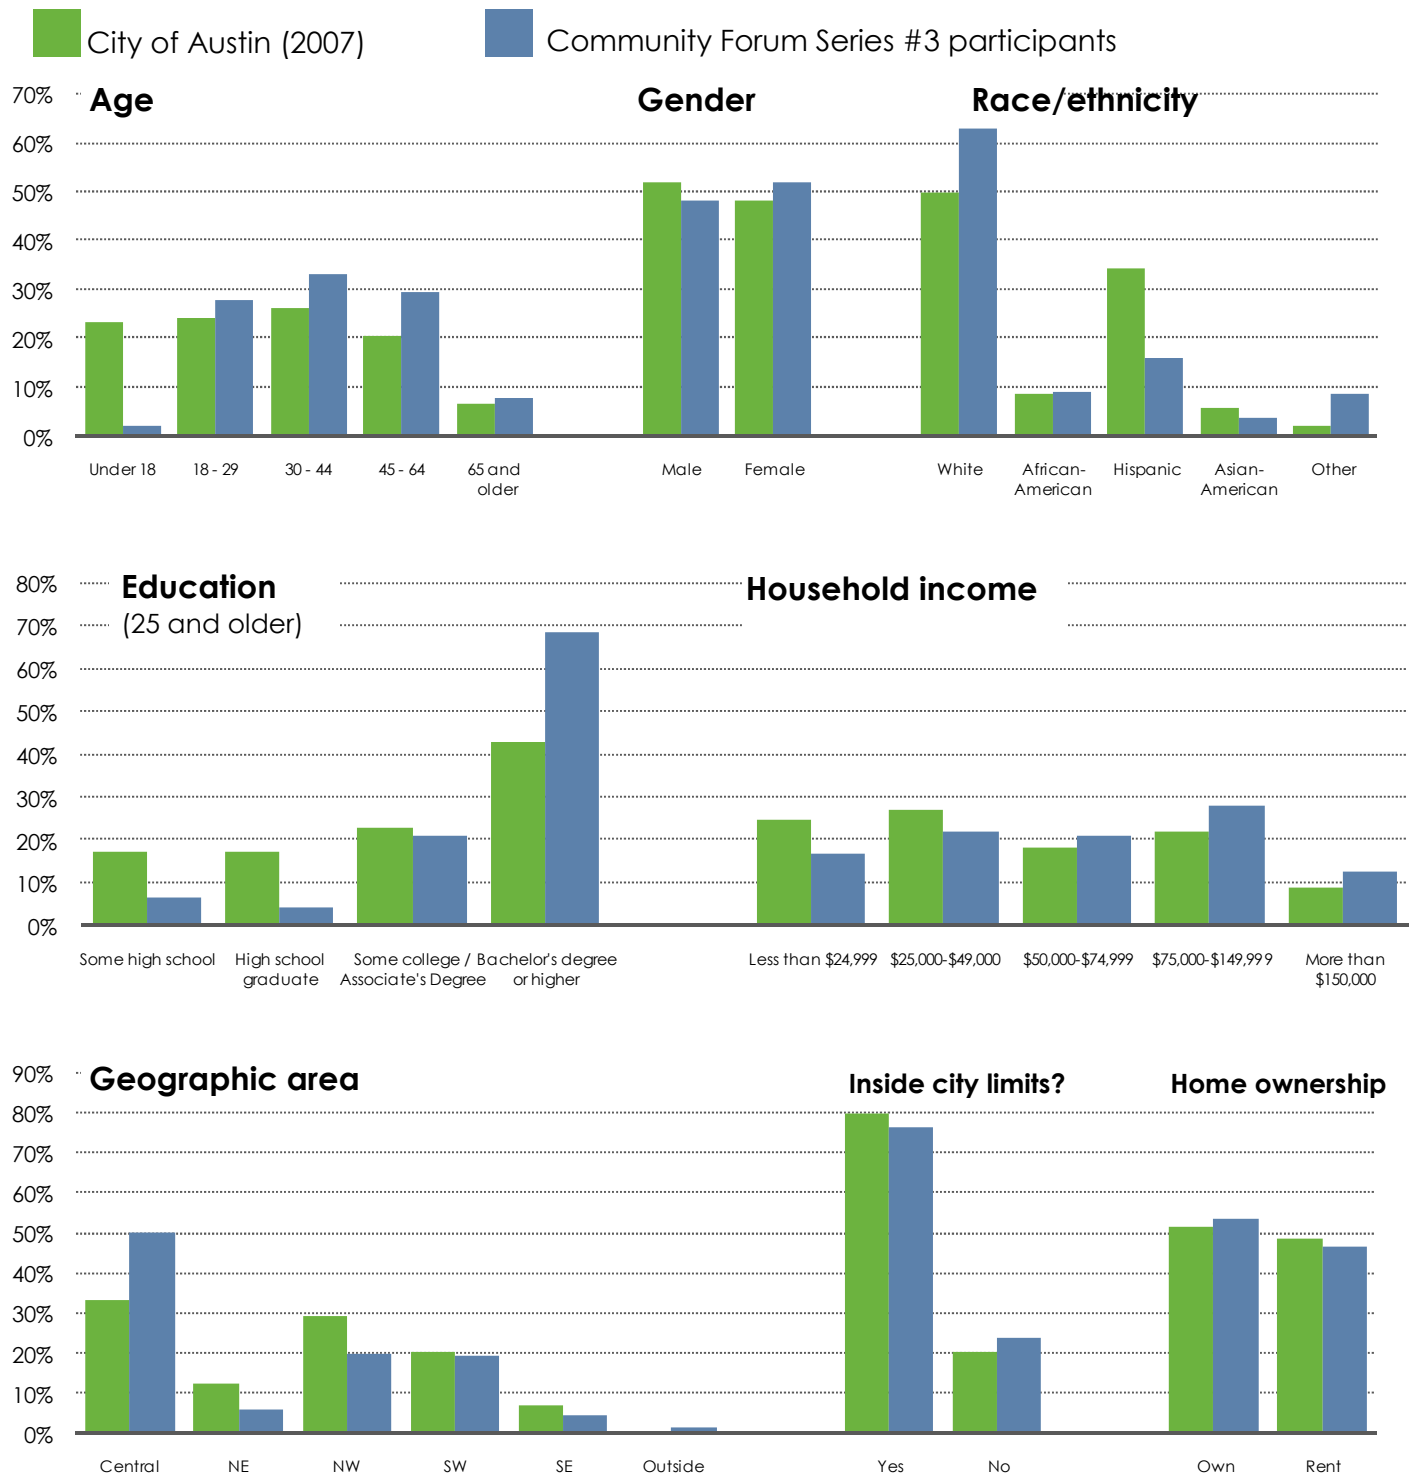 City of Austin (2007)
Community Forum Series #3 participants
Age
Gender
Race/ethnicity
70%
60%
50%
40%
30%
20%
10%
0%
Under 18
18 - 29
30 - 44
45 - 64
65 and
older
Male
Female
White
African-
American
Hispanic
Asian-
American
Other
Education
(25 and older)
Household income
80%
70%
60%
50%
40%
30%
20%
10%
0%
Some high school
High school
graduate
Some college /
Associate's Degree
Bachelor's degree
or higher
Less than $24,999
$25,000-$49,000
$50,000-$74,999
$75,000-$149,999
More than
$150,000
Geographic area
Inside city limits?
Home ownership
90%
80%
70%
60%
50%
40%
30%
20%
10%
0%
Central
NE
NW
SW
SE
Outside
Yes
No
Own
Rent